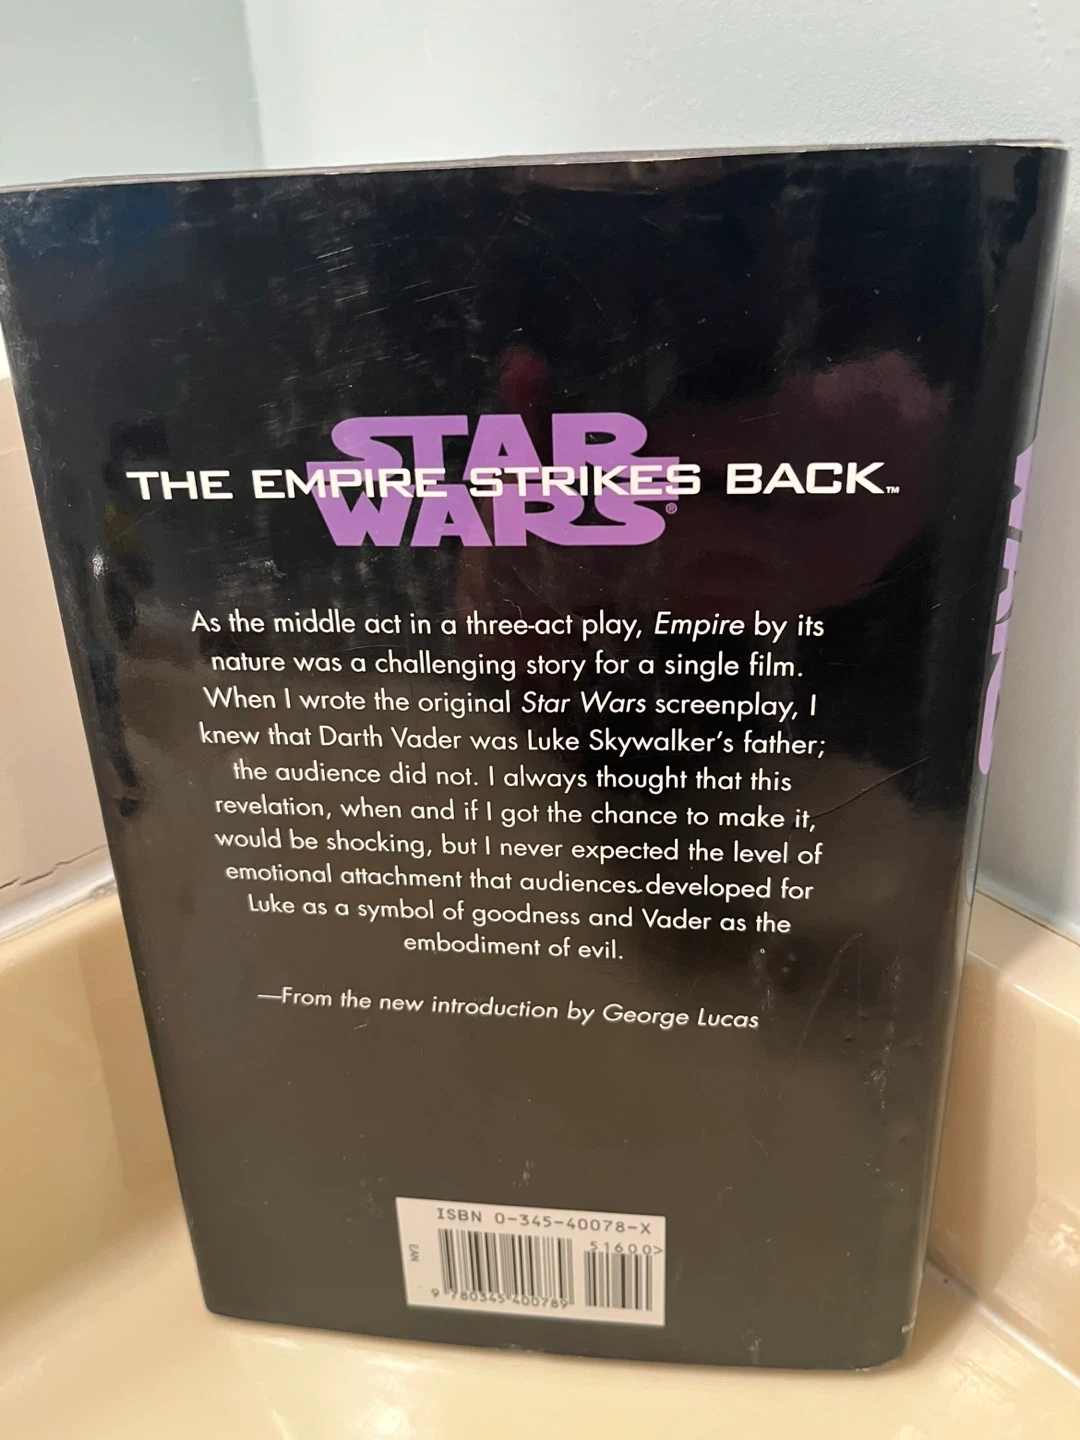 STAR
THE EMPIRE STRIKES BACK™
WARS®
As the middle act in a three-act play, Empire by its
nature was a challenging story for a single film.
When I wrote the original Star Wars screenplay, I
knew that Darth Vader was Luke Skywalker's father;
the audience did not. I always thought that this
revelation, when and if I got the chance to make it,
would be shocking, but I never expected the level of
emotional attachment that audiences developed for
Luke as a symbol of goodness and Vader as the
embodiment of evil.
—From the new introduction by George Lucas
ISBN 0-345-40078-X
51600>
EAN
9 780345 400789
WARS